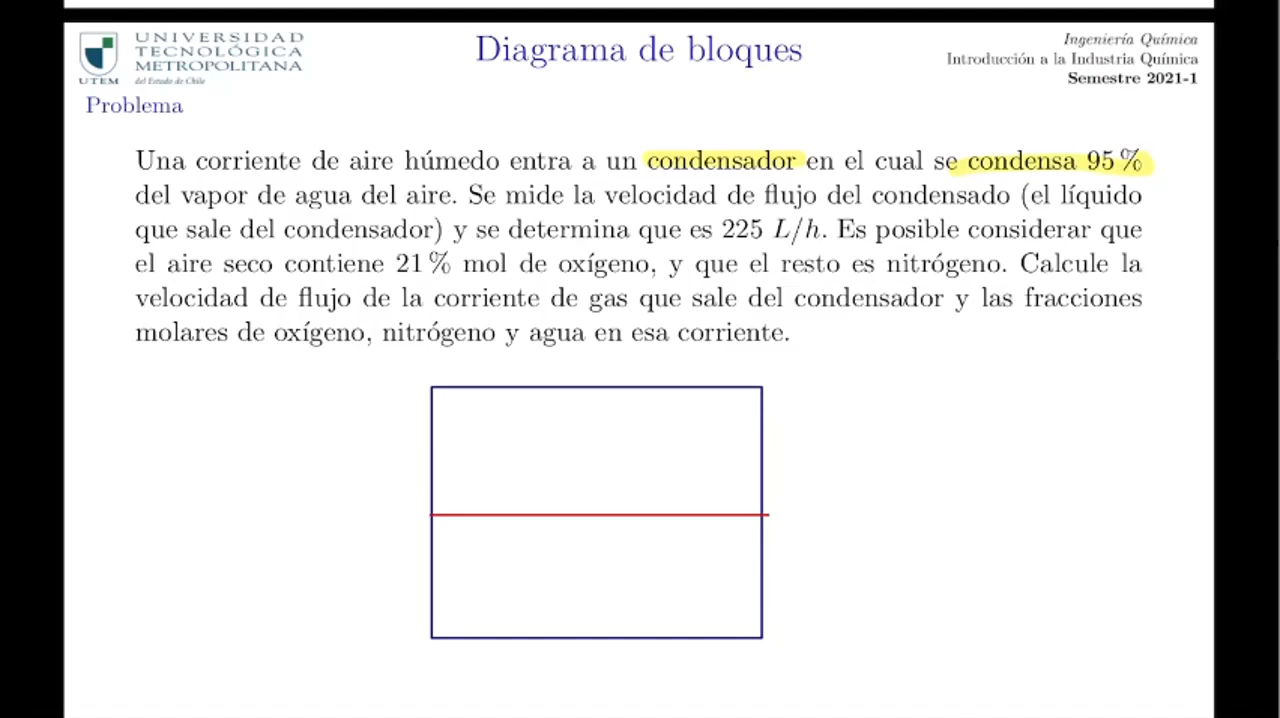 UNIVERSIDAD
TECNOLÓGICA
METROPOLITANA
del Estado de Chile
UTEM
Diagrama de bloques
Ingeniería Química
Introducción a la Industria Química
Semestre 2021-1
Problema
Una corriente de aire húmedo entra a un condensador en el cual se condensa 95 %
del vapor de agua del aire. Se mide la velocidad de flujo del condensado (el líquido
que sale del condensador) y se determina que es 225 L/h. Es posible considerar que
el aire seco contiene 21 % mol de oxígeno, y que el resto es nitrógeno. Calcule la
velocidad de flujo de la corriente de gas que sale del condensador y las fracciones
molares de oxígeno, nitrógeno y agua en esa corriente.